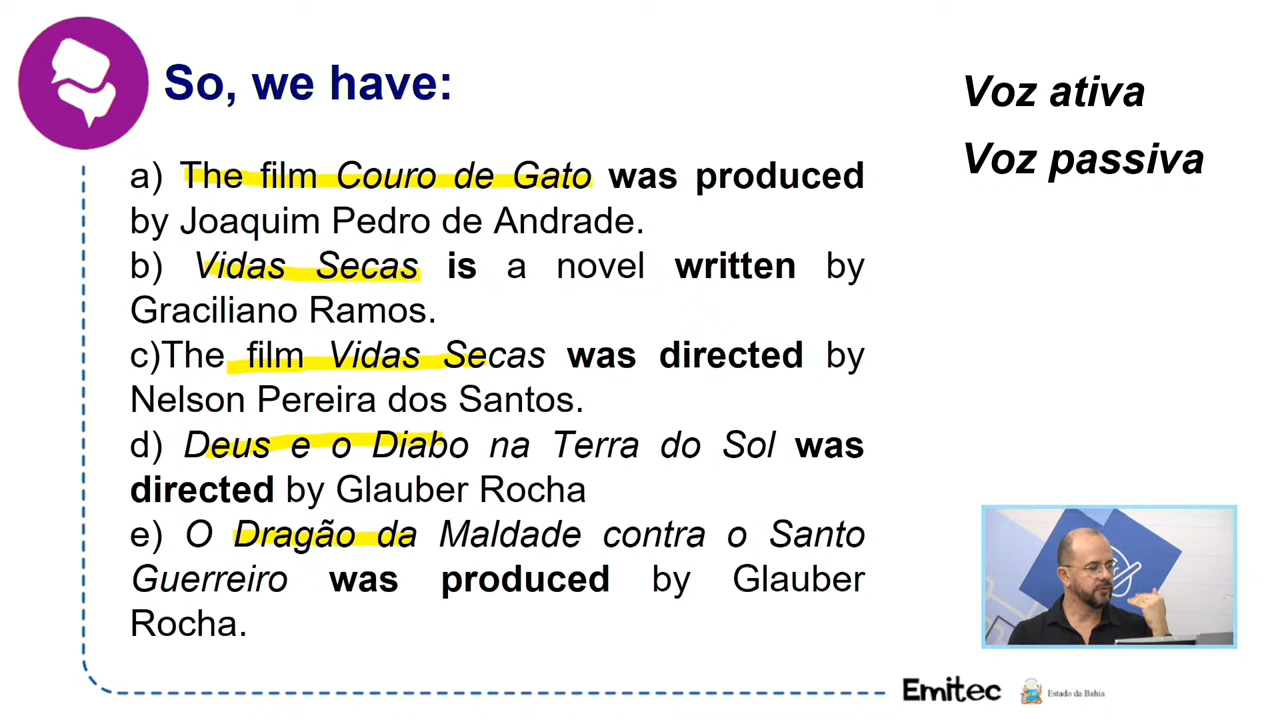 So, we have:
Voz ativa
Voz passiva
a) The film Couro de Gato was produced
by Joaquim Pedro de Andrade.
b) Vidas Secas is a novel written by
Graciliano Ramos.
c)The film Vidas Secas was directed by
Nelson Pereira dos Santos.
d) Deus e o Diabo na Terra do Sol was
directed by Glauber Rocha
e) O Dragão da Maldade contra o Santo
Guerreiro was produced by Glauber
Rocha.
Emitec
Estado da Bahia